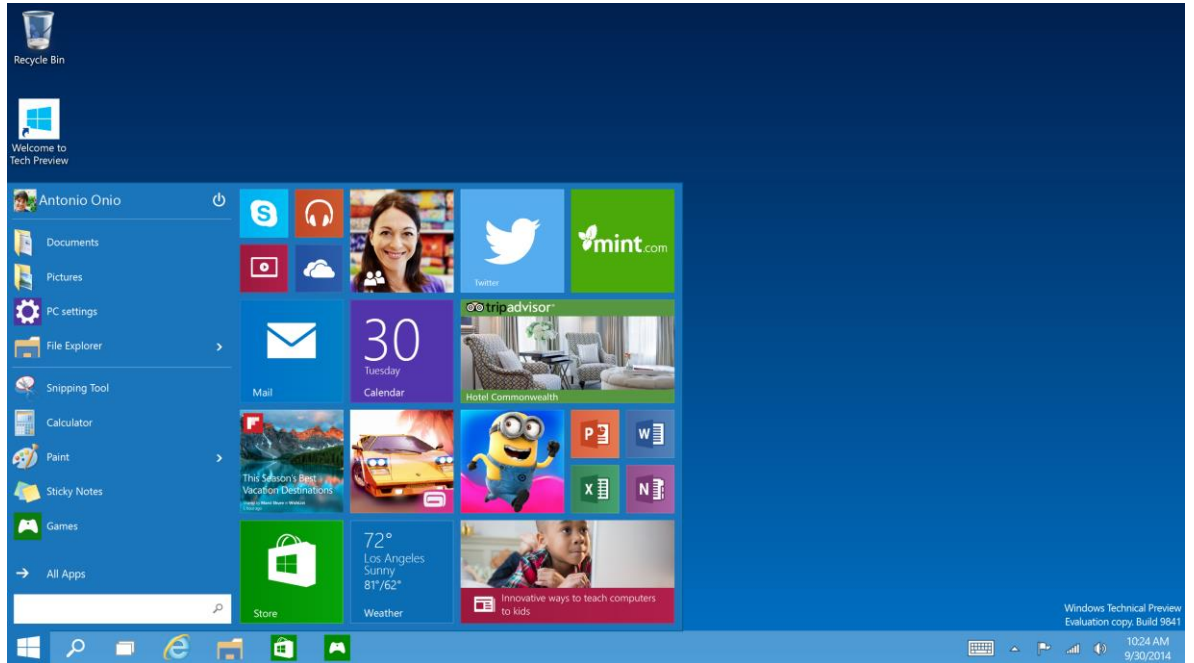 Recycle Bin
Welcome to
Tech Preview
Antonio Onio
Documents
Pictures
PC settings
File Explorer
Snipping Tool
Calculator
Paint
Sticky Notes
Games
All Apps
Twitter
mint.com
Mail
30
Tuesday
Calendar
tripadvisor
Hotel Commonwealth
This Season's Best
Vacation Destinations
P
W
X
N
Store
72°
Los Angeles
Sunny
81°/62°
Weather
Innovative ways to teach computers
to kids
Windows Technical Preview
Evaluation copy. Build 9841
10:24 AM
9/30/2014